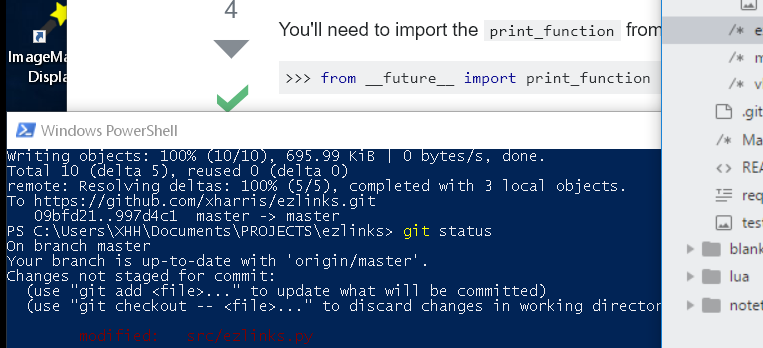 4
You'll need to import the print_function from
>>> from __future__ import print_function
ImageMa
Displa
Windows PowerShell
Writing objects: 100% (10/10), 695.99 KiB | 0 bytes/s, done.
Total 10 (delta 5), reused 0 (delta 0)
remote: Resolving deltas: 100% (5/5), completed with 3 local objects.
To https://github.com/xharris/ezlinks.git
09bfd21..997d4c1 master -> master
PS C:\Users\XHH\Documents\PROJECTS\ezlinks> git status
On branch master
Your branch is up-to-date with 'origin/master'.
Changes not staged for commit:
(use "git add <file>..." to update what will be committed)
(use "git checkout -- <file>..." to discard changes in working director
modified: src/ezlinks.py
/* e
/* m
/* v
.git
/* Ma
<> REA
req
test
blank
lua
notet